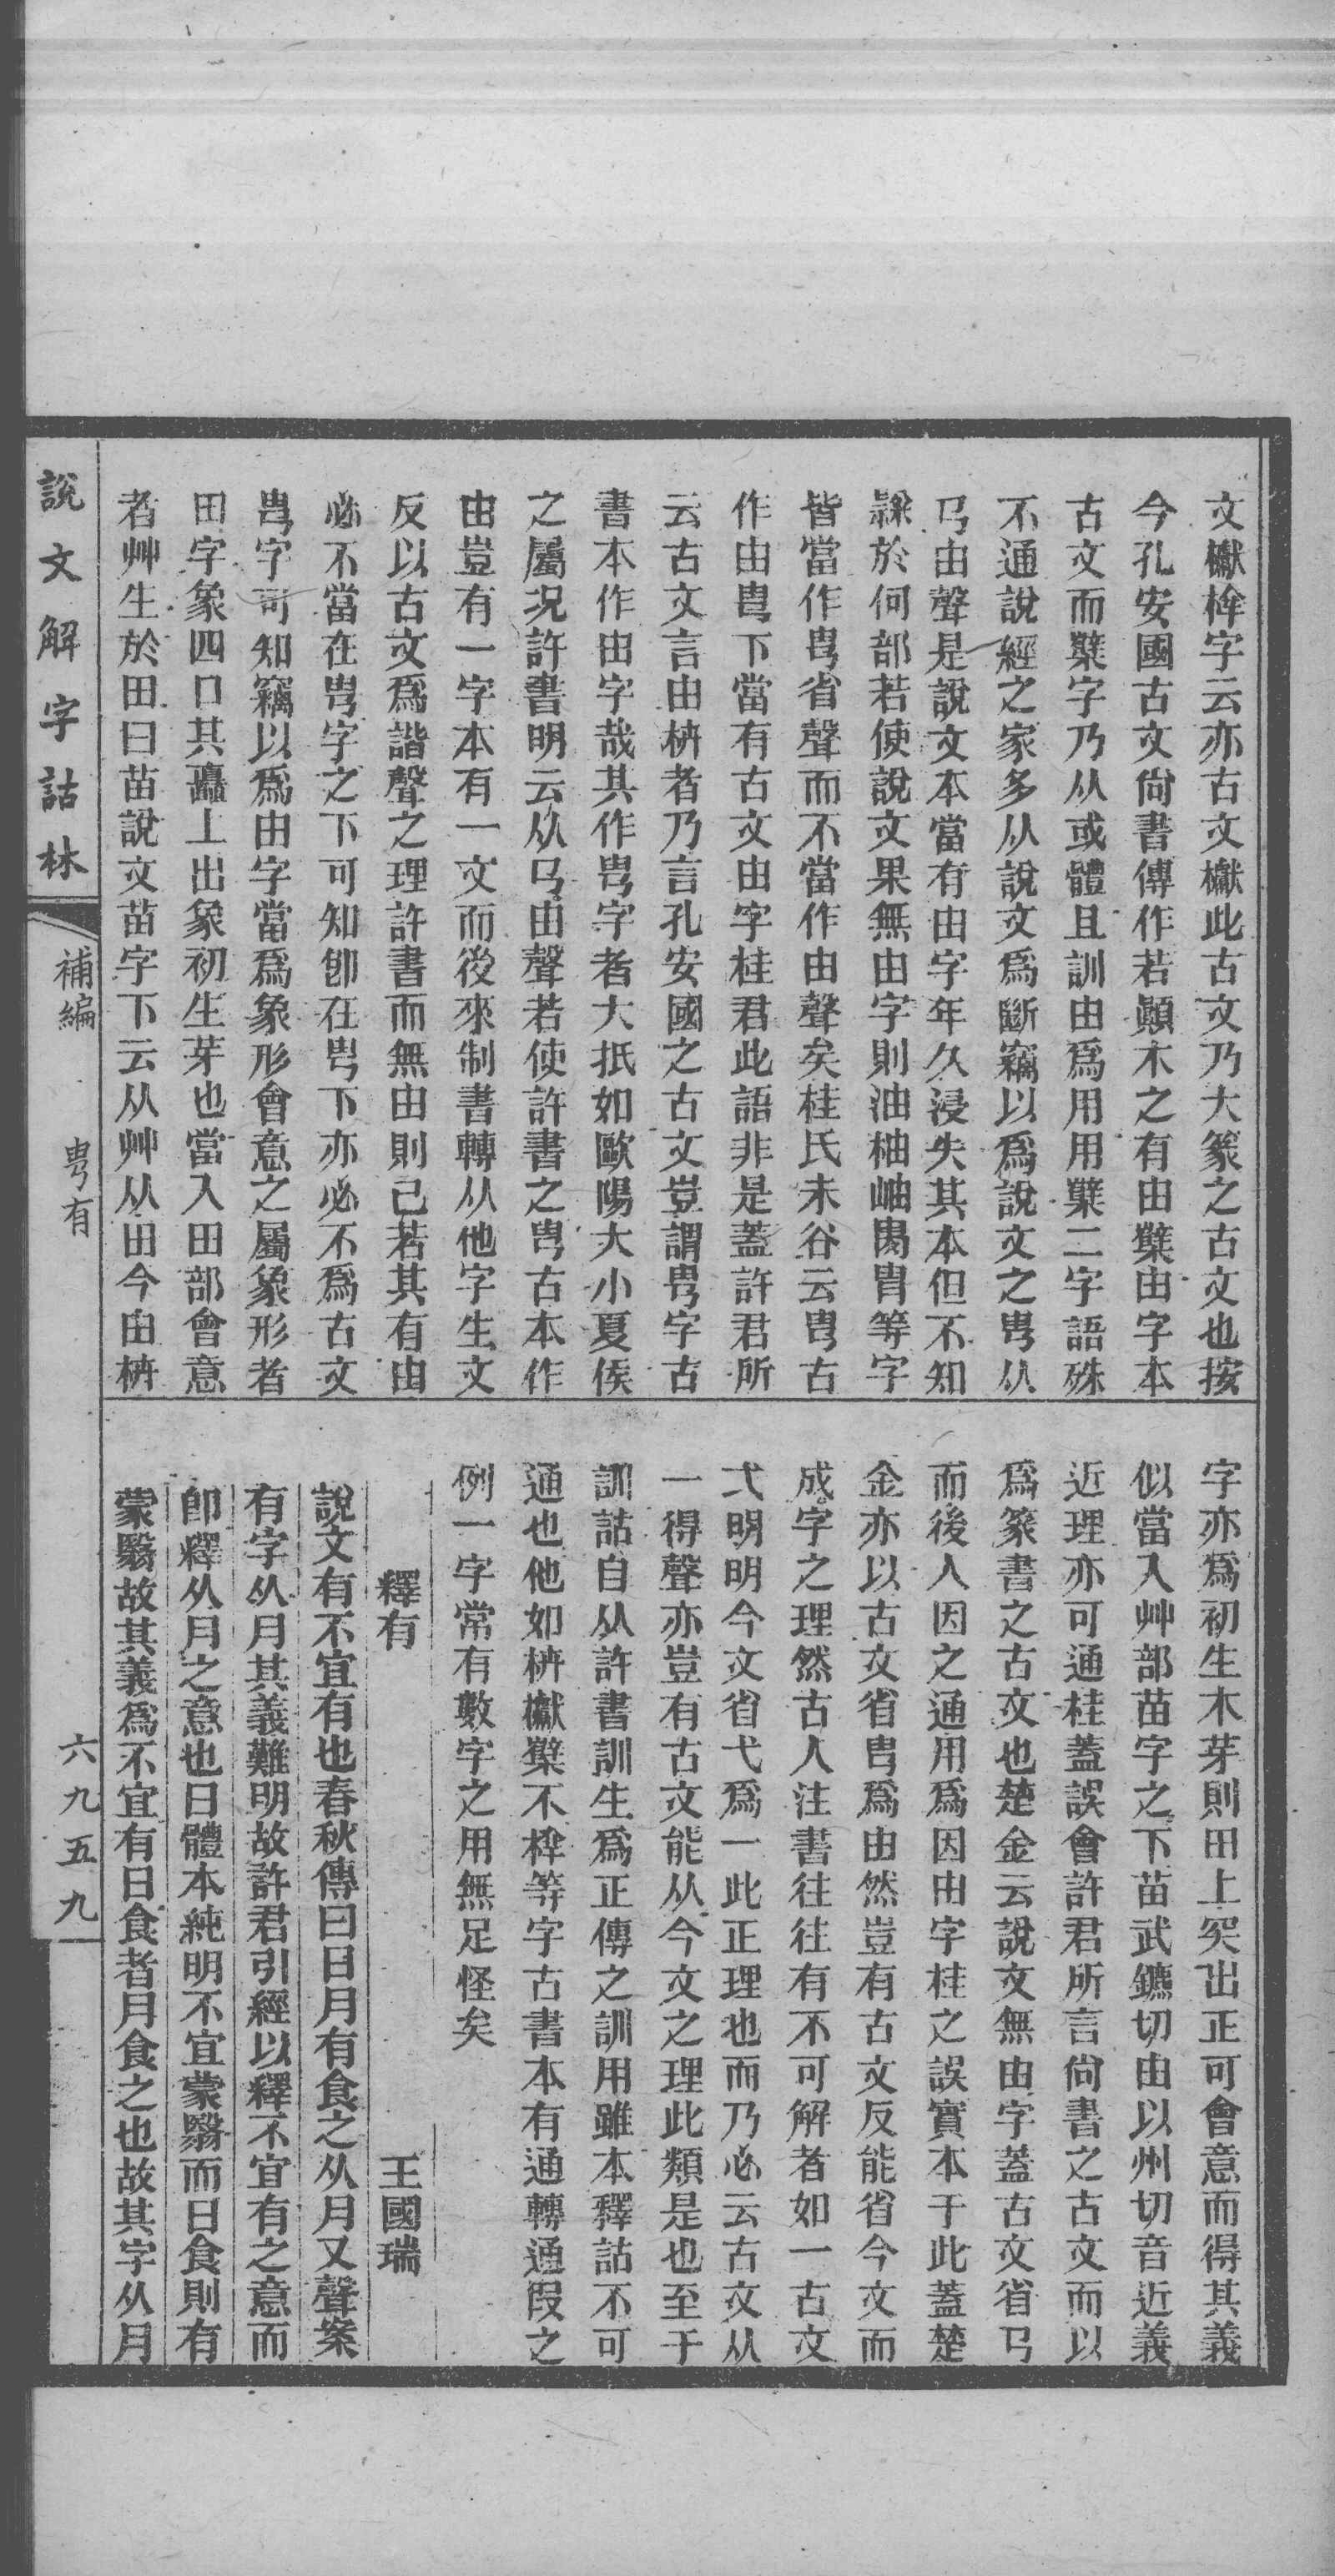 文𣡌梓字云亦古文𣡌此古文乃大篆之古文也按
今孔安國古文尙書傳作若顚木之有由櫱由字本
古文而櫱字乃从或體且訓由爲用用櫱二字語殊
不通說經之家多从說文爲斷竊以爲說文之㽕从
𢎘由聲是說文本當有由字年久浸失其本但不知
隸於何部若使說文果無由字則油柚岫㽕胄等字
皆當作㽕省聲而不當作由聲矣桂氏未谷云㽕古
作由㽕下當有古文由字桂君此語非是蓋許君所
云古文言由枿者乃言孔安國之古文豈謂㽕字古
書本作由字哉其作㽕字者大抵如歐陽大小夏侯
之屬况許書明云从𢎘由聲若使許書之㽕古本作
由豈有一字本有一文而後來制書轉从他字生文
反以古文爲諧聲之理許書而無由則已若其有由
必不當在㽕字之下可知卽在㽕下亦必不爲古文
㽕字可知竊以爲由字當爲象形會意之屬象形者
田字象四口其𤴐上出象初生芽也當入田部會意
者艸生於田曰苗說文苗字下云从艸从田今由枿
字亦爲初生木芽則田上突出正可會意而得其義
似當入艸部苗字之下苗武鑣切由以州切音近義
近理亦可通桂蓋誤會許君所言尙書之古文而以
爲篆書之古文也楚金云說文無由字蓋古文省𢎘
而後人因之通用爲因由字桂之誤實本于此蓋楚
金亦以古文省㽕爲由然豈有古文反能省今文而
成字之理然古人注書往往有不可解者如一古文
弌明明今文省弋爲一此正理也而乃必云古文从
一得聲亦豈有古文能从今文之理此類是也至于
訓詁自从許書訓生爲正傳之訓用雖本釋詁不可
通也他如枿𣡌櫱不梓等字古書本有通轉通叚之
例一字常有數字之用無足怪矣
釋有　王國瑞
說文有不宜有也春秋傳曰日月有食之从月又聲案
有字从月其義難明故許君引經以釋不宜有之意而
卽釋从月之意也日體本純明不宜蒙翳而日食則有
蒙翳故其義爲不宜有日食者月食之也故其字从月
說文解字詁林
補編
㽕有
六九五九